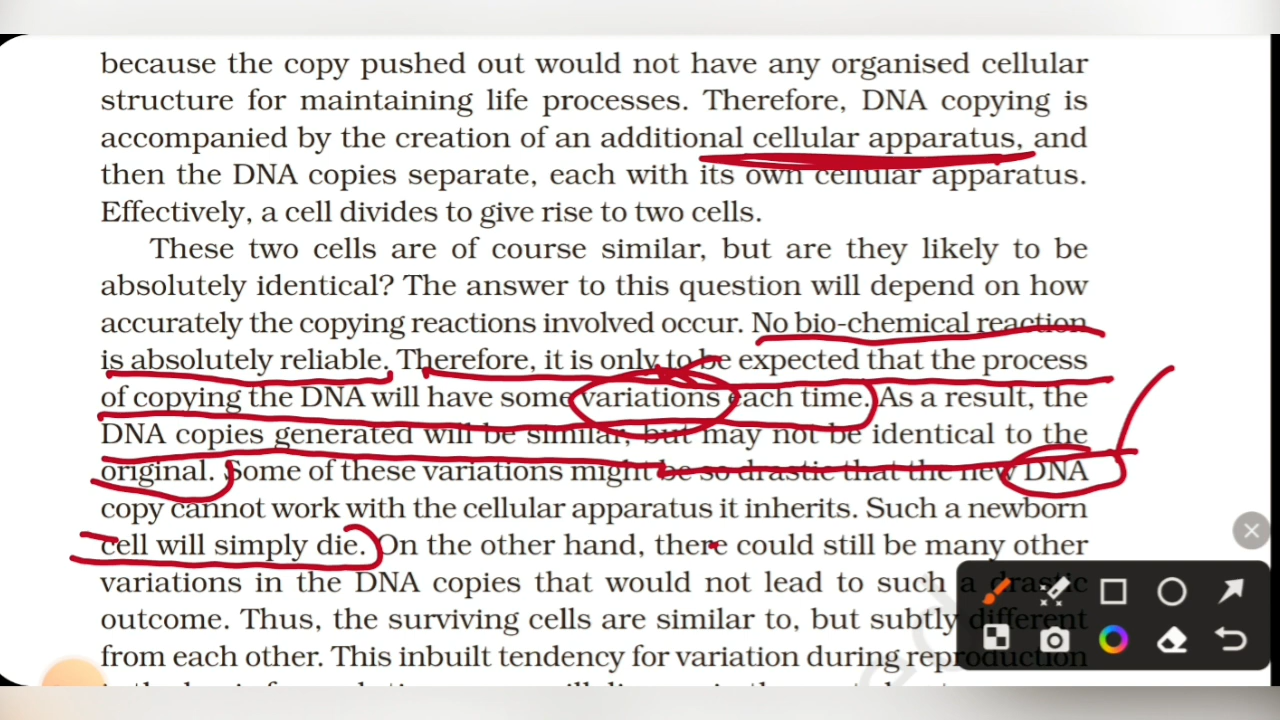 because the copy pushed out would not have any organised cellular
structure for maintaining life processes. Therefore, DNA copying is
accompanied by the creation of an additional cellular apparatus, and
then the DNA copies separate, each with its own cellular apparatus.
Effectively, a cell divides to give rise to two cells.
These two cells are of course similar, but are they likely to be
absolutely identical? The answer to this question will depend on how
accurately the copying reactions involved occur. No bio-chemical reaction
is absolutely reliable. Therefore, it is only to be expected that the process
of copying the DNA will have some variations each time. As a result, the
DNA copies generated will be similar, but may not be identical to the
original. Some of these variations might be so drastic that the new DNA
copy cannot work with the cellular apparatus it inherits. Such a newborn
cell will simply die. On the other hand, there could still be many other
variations in the DNA copies that would not lead to such a drastic
outcome. Thus, the surviving cells are similar to, but subtly different
from each other. This inbuilt tendency for variation during reproduction